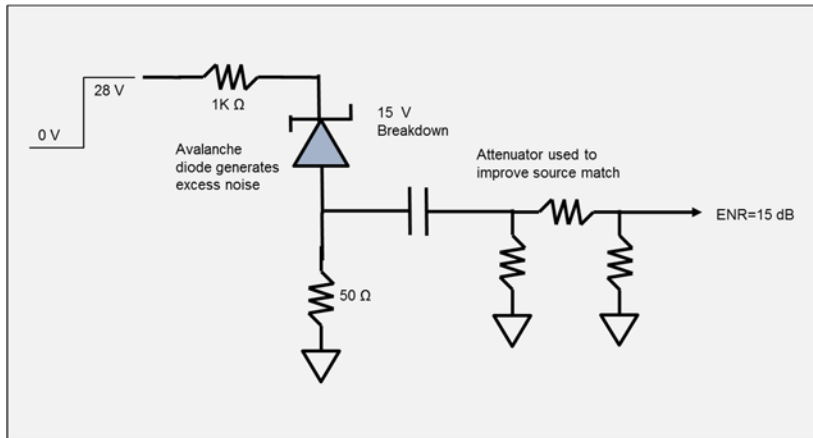 28 V
0 V
1K Ω
15 V
Breakdown
Avalanche
diode generates
excess noise
Attenuator used to
improve source match
ENR=15 dB
50 Ω